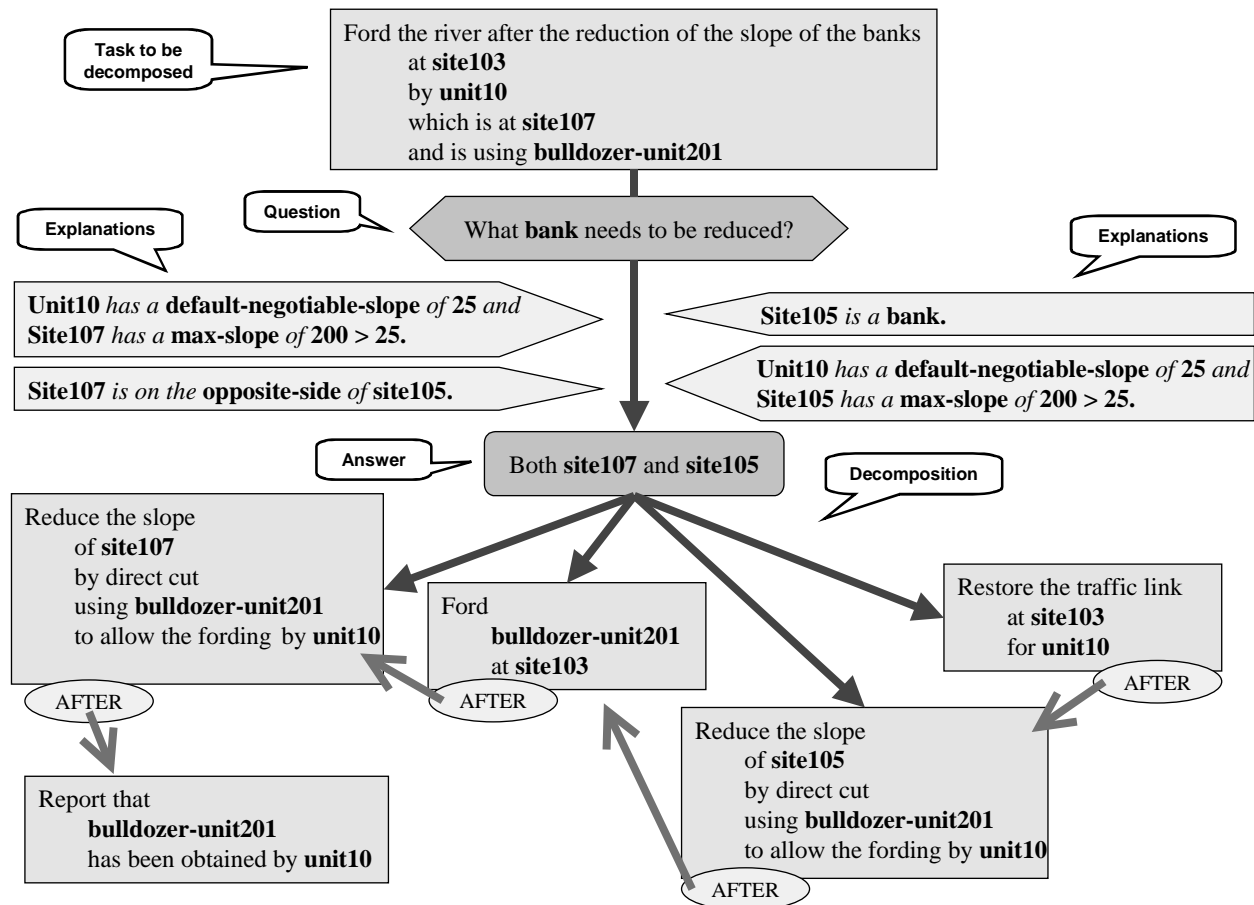 Task to be
decomposed
Ford the river after the reduction of the slope of the banks
at site103
by unit10
which is at site107
and is using bulldozer-unit201
Question
What bank needs to be reduced?
Explanations
Explanations
Unit10 has a default-negotiable-slope of 25 and
Site107 has a max-slope of 200 > 25.
Site107 is on the opposite-side of site105.
Site105 is a bank.
Unit10 has a default-negotiable-slope of 25 and
Site105 has a max-slope of 200 > 25.
Answer
Both site107 and site105
Decomposition
Reduce the slope
of site107
by direct cut
using bulldozer-unit201
to allow the fording by unit10
AFTER
Ford
bulldozer-unit201
at site103
AFTER
Restore the traffic link
at site103
for unit10
AFTER
Reduce the slope
of site105
by direct cut
using bulldozer-unit201
to allow the fording by unit10
AFTER
Report that
bulldozer-unit201
has been obtained by unit10